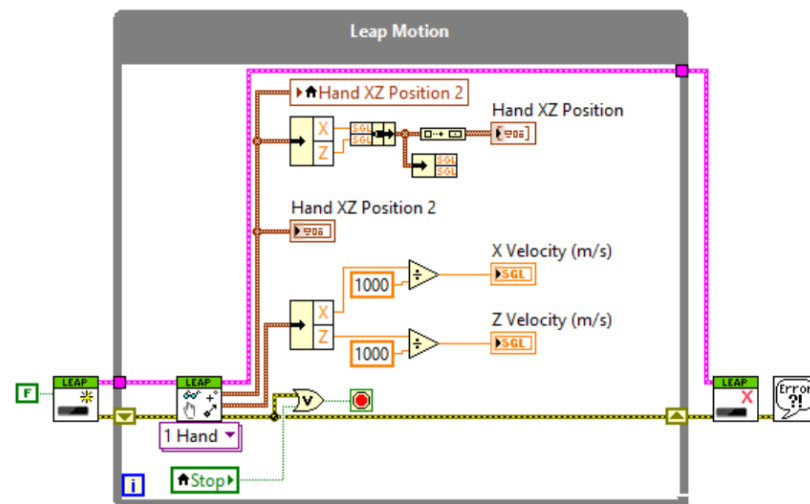 Leap Motion
Hand XZ Position 2
Hand XZ Position
X
Z
SGL
SGL
SGL
SGL
Hand XZ Position 2
X Velocity (m/s)
1000
÷
SGL
X
Z
Z Velocity (m/s)
1000
÷
SGL
F
LEAP
LEAP
V
LEAP
X
Error
?!
1 Hand
i
Stop